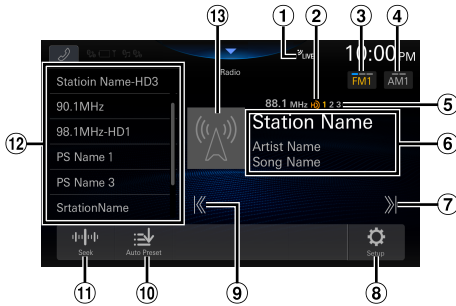 13
1
2
3
4
LIVE
10:00PM
Radio
FM1
AM1
88.1 MHz HD 1 2 3
5
Statioin Name-HD3
90.1MHz
98.1MHz-HD1
PS Name 1
PS Name 3
SrtationName
12
Station Name
Artist Name
Song Name
6
7
Seek
Auto Preset
Setup
11
10
9
8